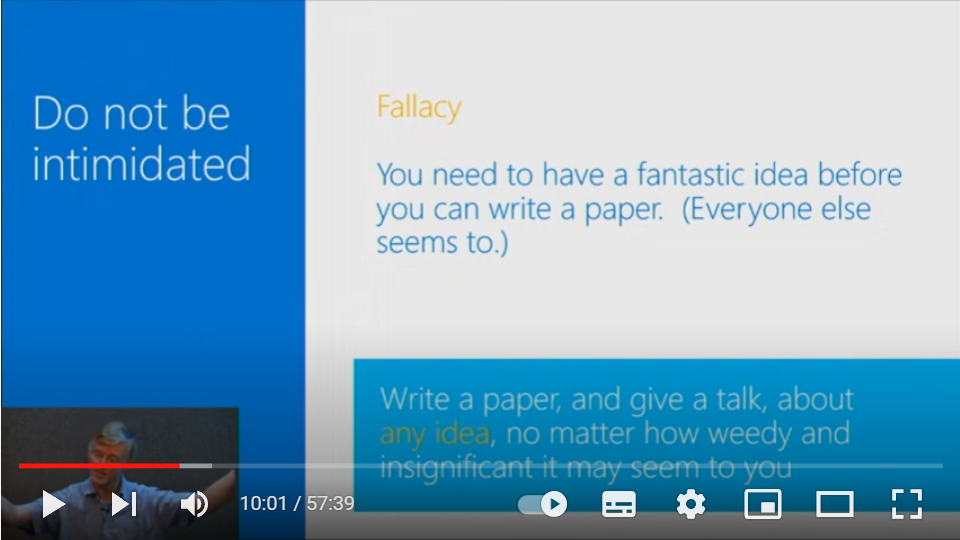 Do not be
intimidated
Fallacy
You need to have a fantastic idea before
you can write a paper.  (Everyone else
seems to.)
Write a paper, and give a talk, about
any idea, no matter how weedy and
insignificant it may seem to you
10:01 / 57:39